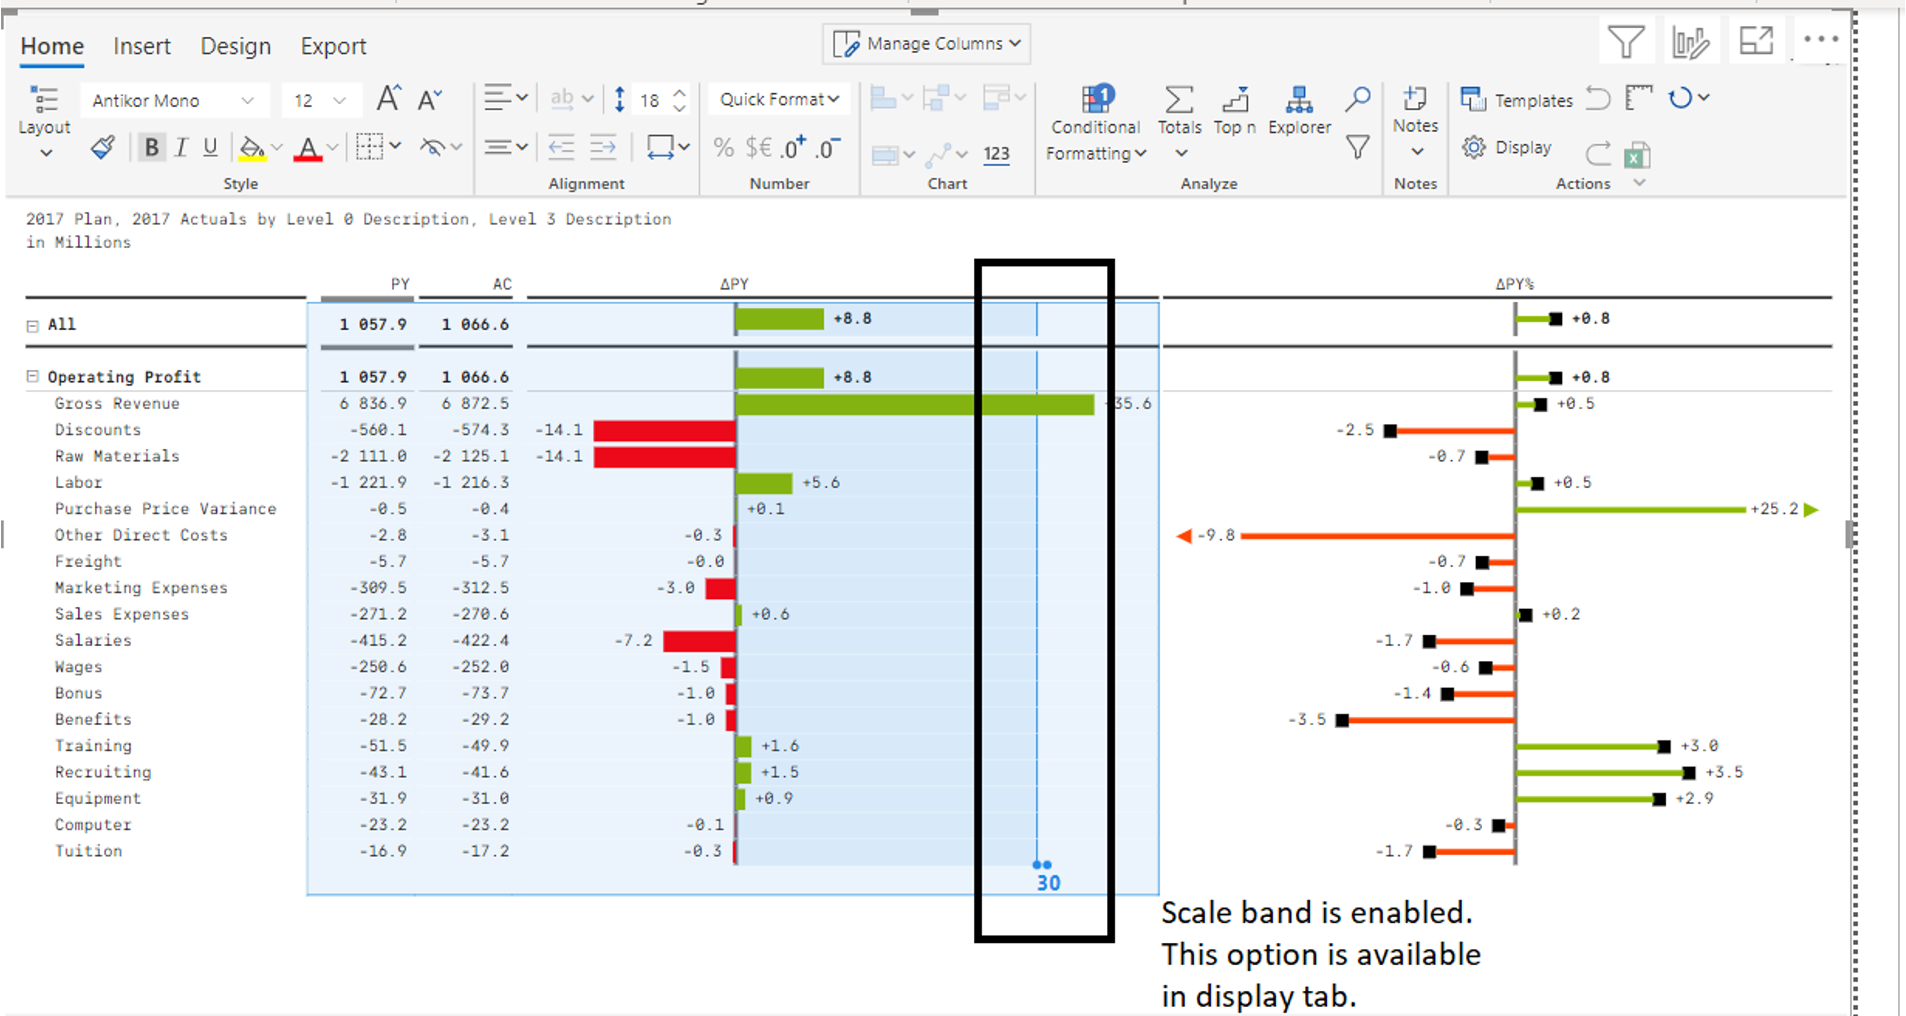 Home Insert Design Export Manage Columns
Antikor Mono 12 ab 18 Quick Format 1
Layout Conditional Formatting Totals Top n Explorer Notes Templates
B I U A % $€ .0+ .0- 123 Display
Style Alignment Number Chart Analyze Notes Actions
2017 Plan, 2017 Actuals by Level 0 Description, Level 3 Description
in Millions
PY AC ΔPY ΔPY%
All 1 057.9 1 066.6 +8.8 +0.8
Operating Profit 1 057.9 1 066.6 +8.8 +0.8
Gross Revenue 6 836.9 6 872.5 35.6 +0.5
Discounts -560.1 -574.3 -14.1 -2.5
Raw Materials -2 111.0 -2 125.1 -14.1 -0.7
Labor -1 221.9 -1 216.3 +5.6 +0.5
Purchase Price Variance -0.5 -0.4 +0.1 +25.2
Other Direct Costs -2.8 -3.1 -0.3 -9.8
Freight -5.7 -5.7 -0.0 -0.7
Marketing Expenses -309.5 -312.5 -3.0 -1.0
Sales Expenses -271.2 -270.6 +0.6 +0.2
Salaries -415.2 -422.4 -7.2 -1.7
Wages -250.6 -252.0 -1.5 -0.6
Bonus -72.7 -73.7 -1.0 -1.4
Benefits -28.2 -29.2 -1.0 -3.5
Training -51.5 -49.9 +1.6 +3.0
Recruiting -43.1 -41.6 +1.5 +3.5
Equipment -31.9 -31.0 +0.9 +2.9
Computer -23.2 -23.2 -0.1 -0.3
Tuition -16.9 -17.2 -0.3 -1.7
30
Scale band is enabled.
This option is available
in display tab.